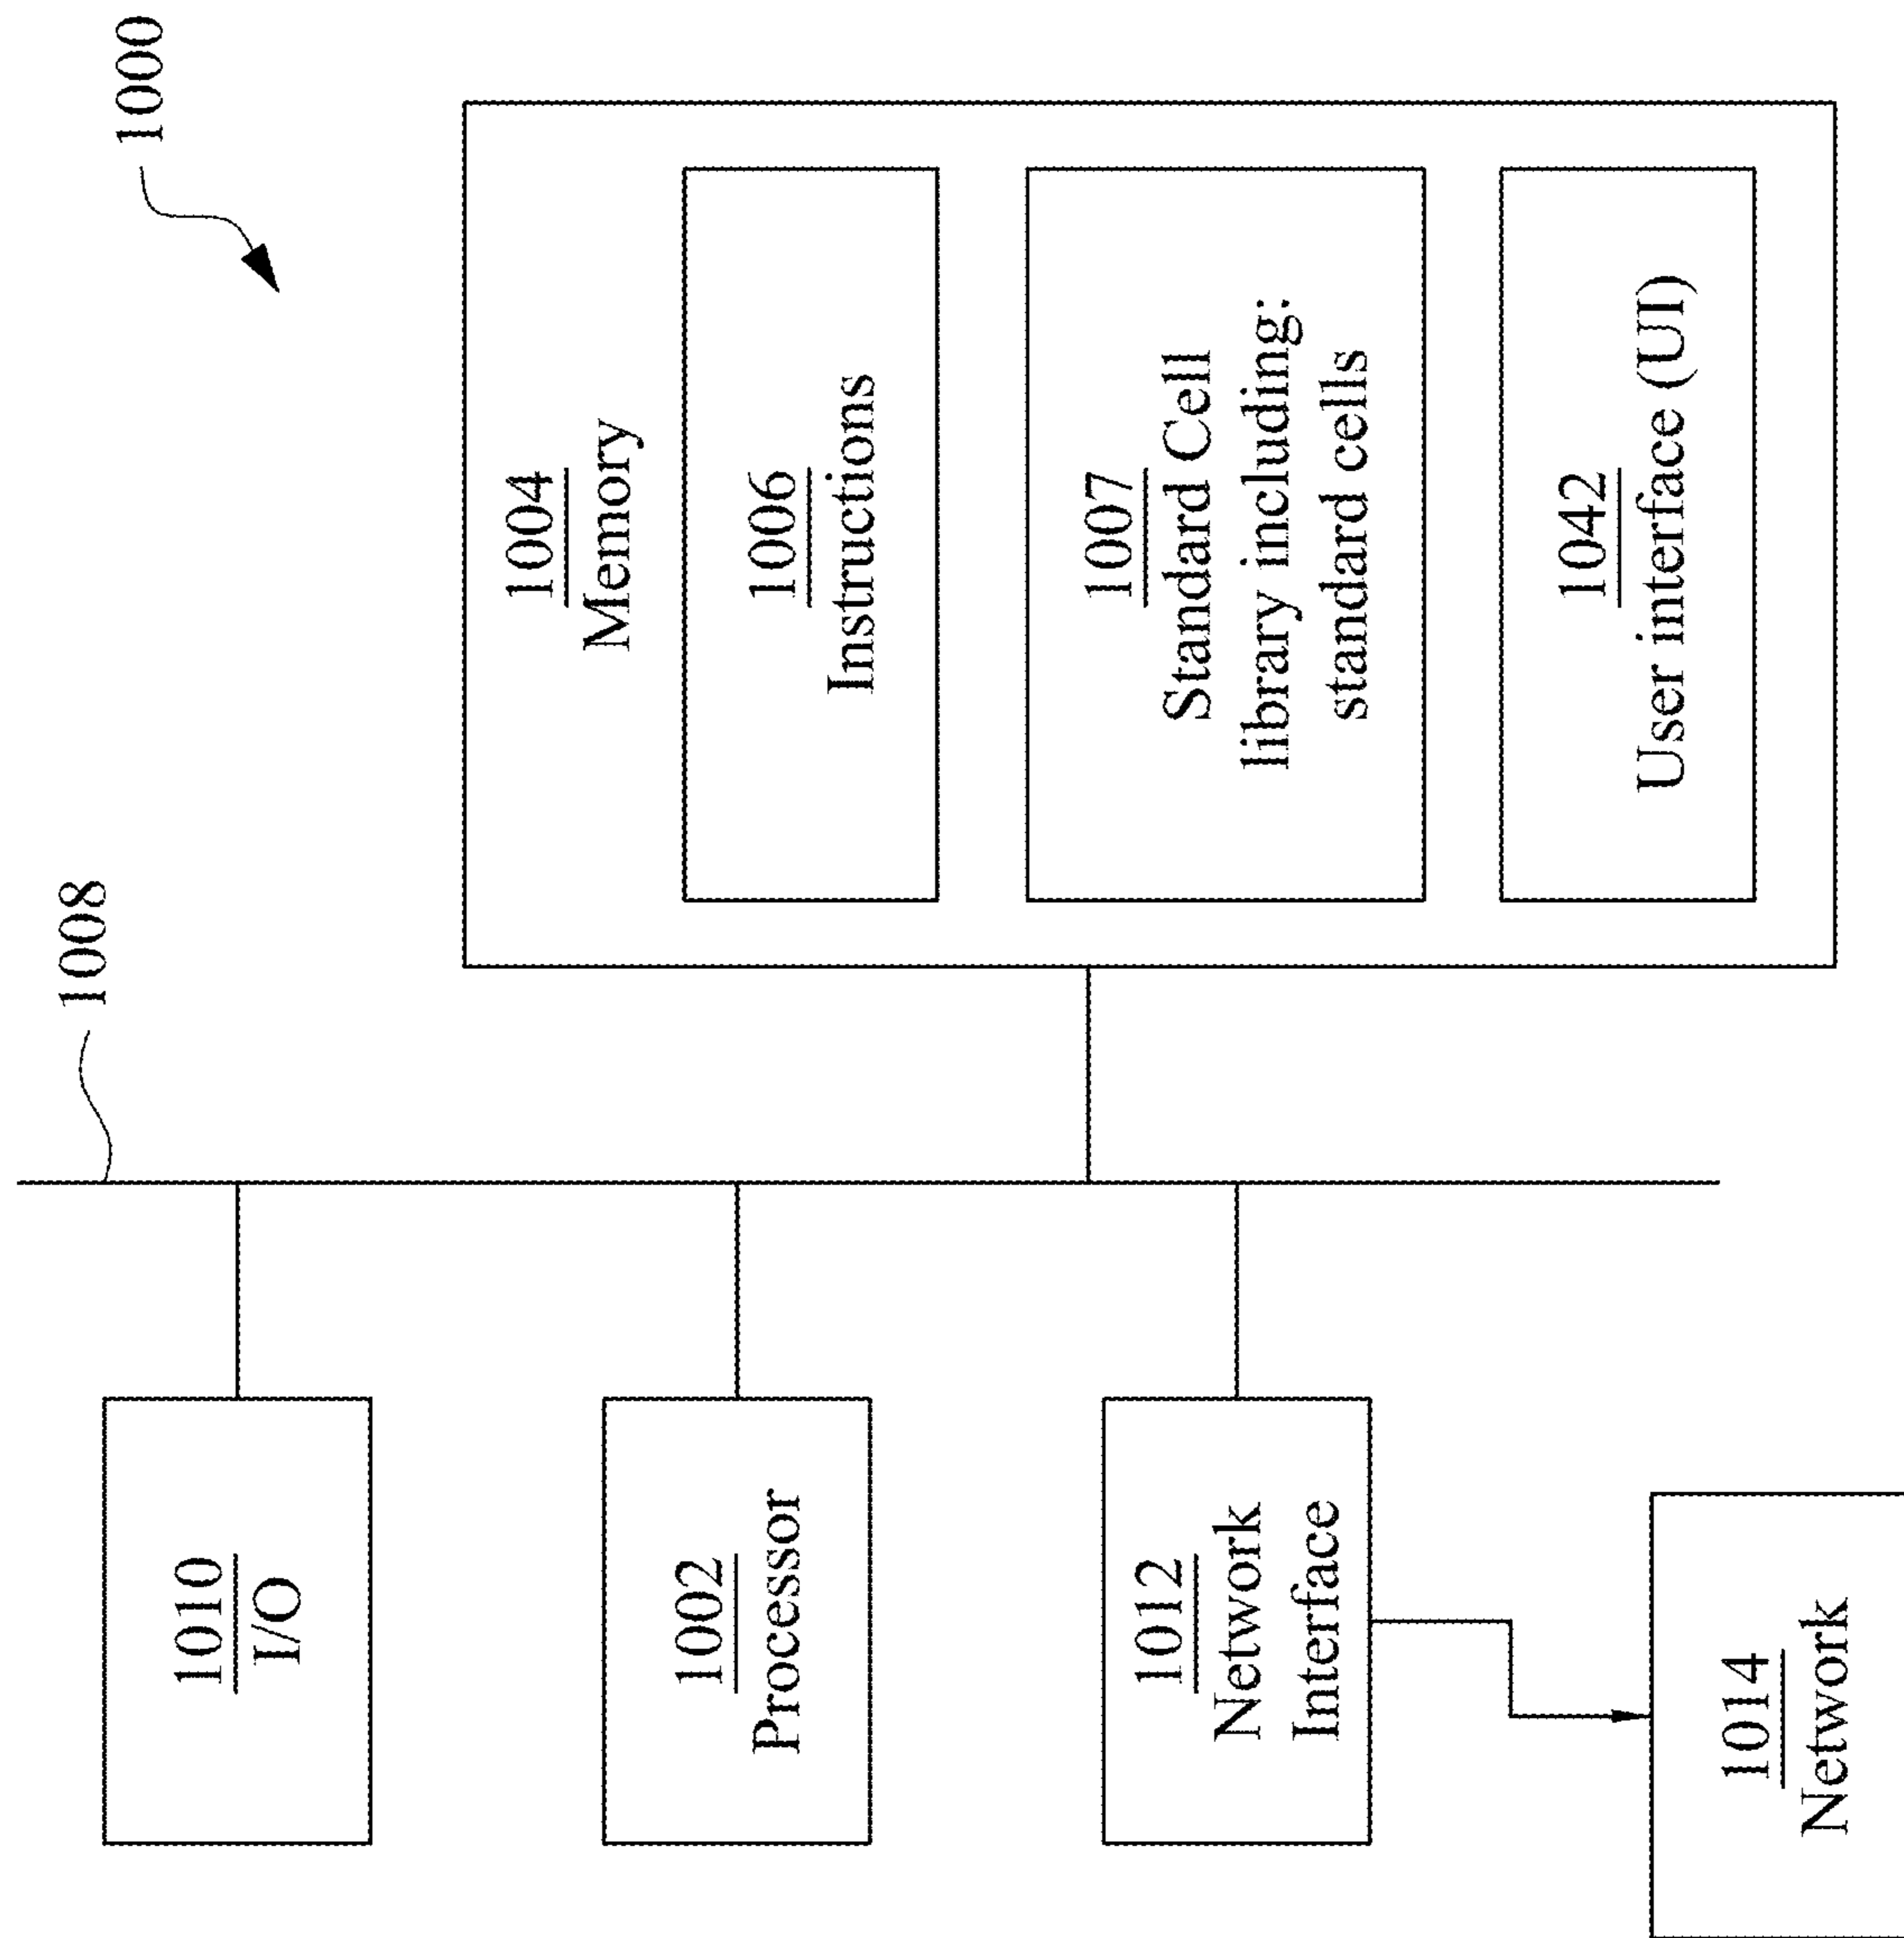 1000
1008
1010
I/O
1002
Processor
1012
Network
Interface
1014
Network
1004
Memory
1006
Instructions
1007
Standard Cell
library including:
standard cells
1042
User interface (UI)